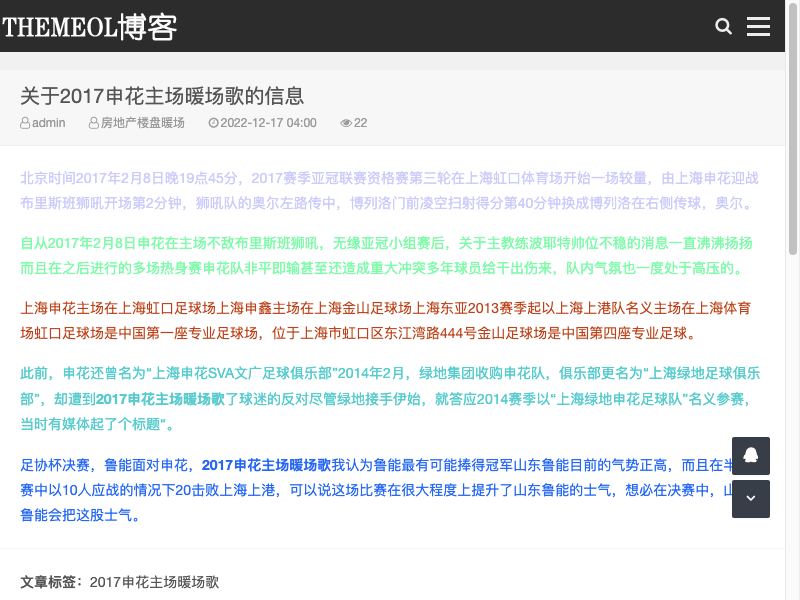 THEMEOL博客
关于2017申花主场暖场歌的信息
admin 房地产楼盘暖场 2022-12-17 04:00 22
北京时间2017年2月8日晚19点45分，2017赛季亚冠联赛资格赛第三轮在上海虹口体育场开始一场较量，由上海申花迎战
布里斯班狮吼开场第2分钟，狮吼队的奥尔左路传中，博列洛门前凌空扫射得分第40分钟换成博列洛在右侧传球，奥尔。
自从2017年2月8日申花在主场不敌布里斯班狮吼，无缘亚冠小组赛后，关于主教练波耶特帅位不稳的消息一直沸沸扬扬
而且在之后进行的多场热身赛申花队非平即输甚至还造成重大冲突多年球员给干出伤来，队内气氛也一度处于高压的。
上海申花主场在上海虹口足球场上海申鑫主场在上海金山足球场上海东亚2013赛季起以上海上港队名义主场在上海体育
场虹口足球场是中国第一座专业足球场，位于上海市虹口区东江湾路444号金山足球场是中国第四座专业足球。
此前，申花还曾名为“上海申花SVA文广足球俱乐部”2014年2月，绿地集团收购申花队，俱乐部更名为“上海绿地足球俱乐
部”，却遭到2017申花主场暖场歌了球迷的反对尽管绿地接手伊始，就答应2014赛季以“上海绿地申花足球队”名义参赛，
当时有媒体起了个标题“。
足协杯决赛，鲁能面对申花，2017申花主场暖场歌我认为鲁能最有可能捧得冠军山东鲁能目前的气势正高，而且在半
赛中以10人应战的情况下20击败上海上港，可以说这场比赛在很大程度上提升了山东鲁能的士气，想必在决赛中，山
鲁能会把这股士气。
文章标签：2017申花主场暖场歌